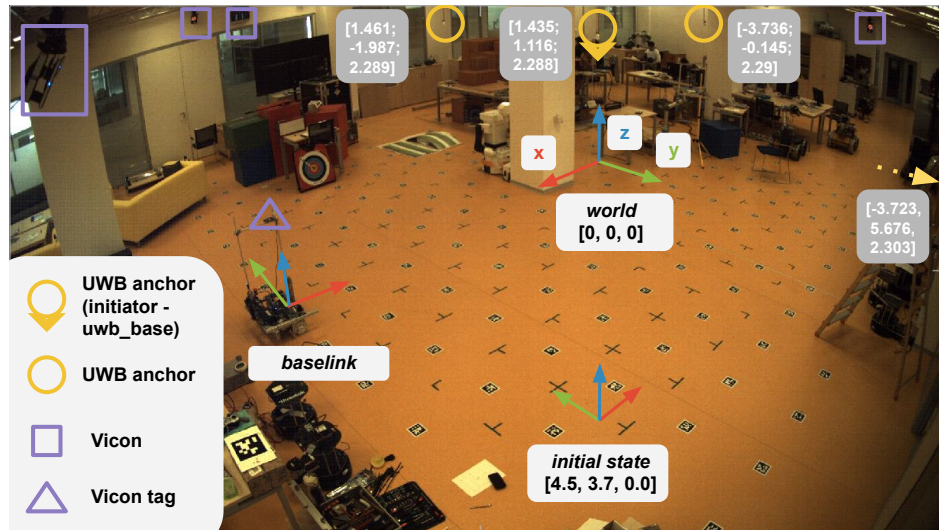 [1.461;
-1.987;
2.289]
[1.435;
1.116;
2.288]
[-3.736;
-0.145;
2.29]
x
z
y
[-3.723,
5.676,
2.303]
world
[0, 0, 0]
UWB anchor
(initiator -
uwb_base)
UWB anchor
Vicon
Vicon tag
baselink
initial state
[4.5, 3.7, 0.0]